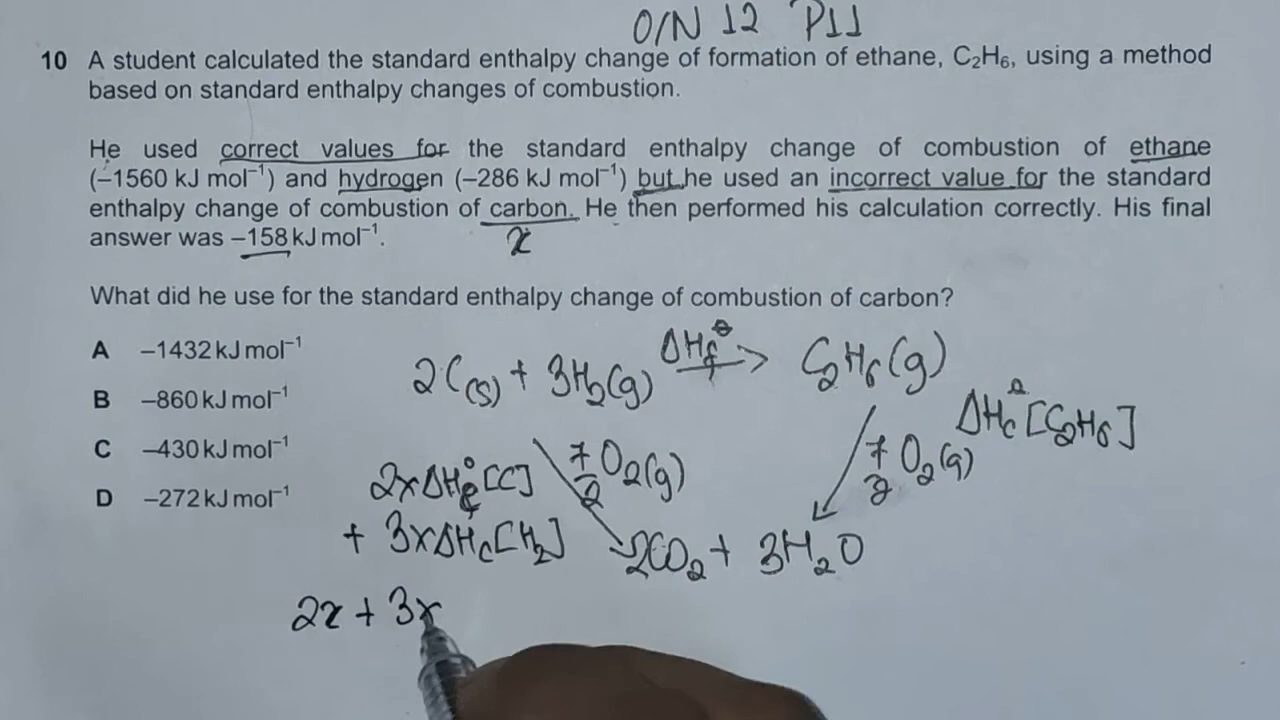 O/N 12 P11
10 A student calculated the standard enthalpy change of formation of ethane, C₂H₆, using a method
based on standard enthalpy changes of combustion.
He used correct values for the standard enthalpy change of combustion of ethane
(–1560 kJ mol⁻¹) and hydrogen (–286 kJ mol⁻¹) but he used an incorrect value for the standard
enthalpy change of combustion of carbon. He then performed his calculation correctly. His final
answer was –158 kJ mol⁻¹.
x
What did he use for the standard enthalpy change of combustion of carbon?
A –1432 kJ mol⁻¹
B –860 kJ mol⁻¹
C –430 kJ mol⁻¹
D –272 kJ mol⁻¹
2C(s) + 3H₂(g) ΔHf⦵ → C₂H₆(g)
ΔHc° [C₂H₆]
7/2 O₂(g)
7/2 O₂(g)
2×ΔHc° [C]
+ 3×ΔHc[H₂]
2CO₂ + 3H₂O
2x + 3×